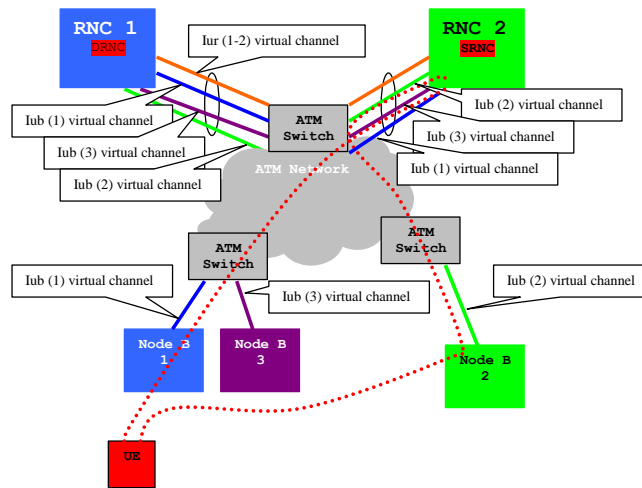 RNC 1
DRNC
RNC 2
SRNC
Iur (1-2) virtual channel
Iub (1) virtual channel
Iub (3) virtual channel
Iub (2) virtual channel
ATM
Switch
Iub (2) virtual channel
Iub (3) virtual channel
Iub (1) virtual channel
ATM Network
ATM
Switch
ATM
Switch
Iub (1) virtual channel
Iub (3) virtual channel
Iub (2) virtual channel
Node B
1
Node B
3
Node B
2
UE